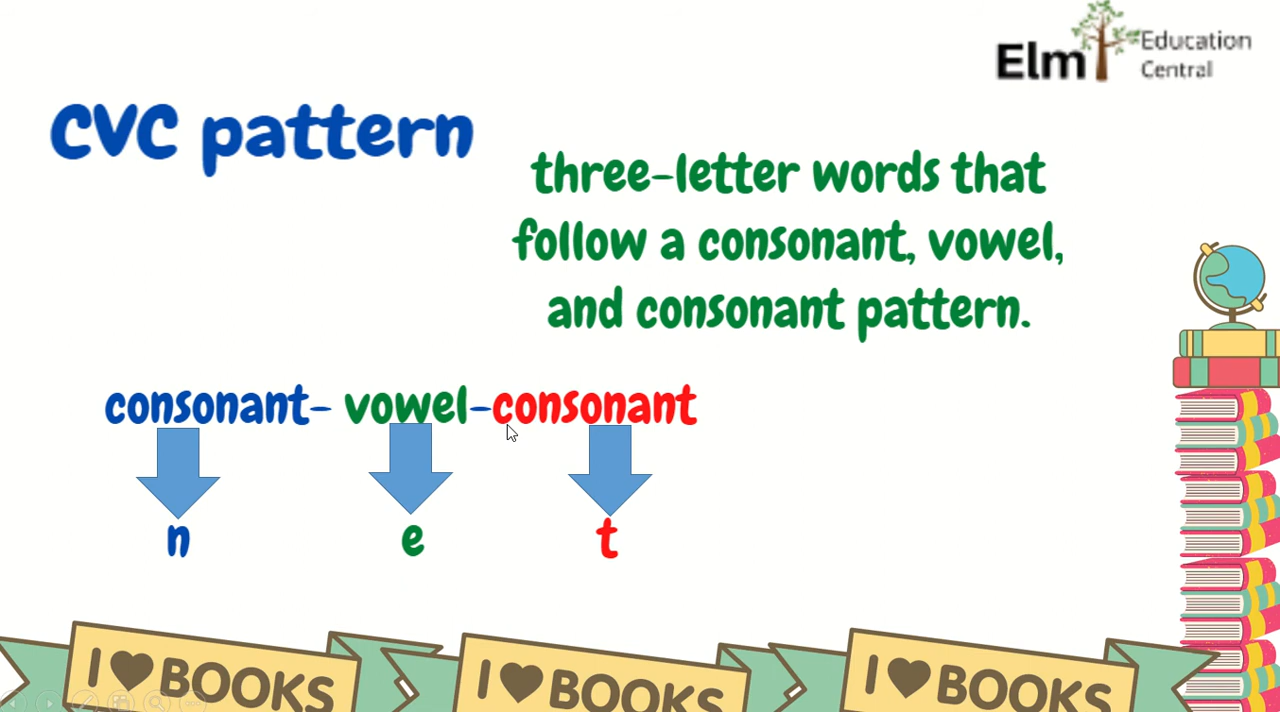 Elm Education
Central
CVC pattern
three-letter words that
follow a consonant, vowel,
and consonant pattern.
consonant- vowel-consonant
n e t
I BOOKS I BOOKS I BOOKS